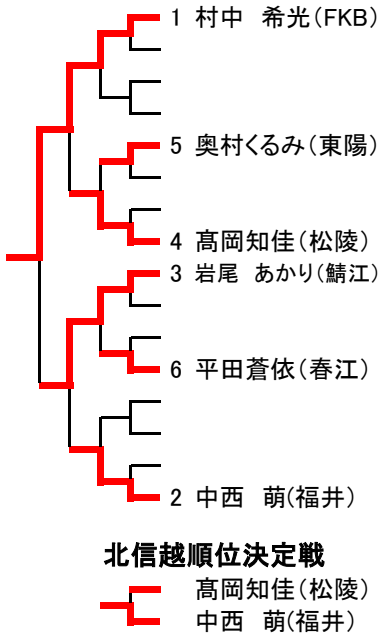 1 村中　希光(FKB)
5 奥村くるみ(東陽)
4 髙岡知佳(松陵)
3 岩尾　あかり(鯖江)
6 平田蒼依(春江)
2 中西　萌(福井)
北信越順位決定戦
髙岡知佳(松陵)
中西　萌(福井)